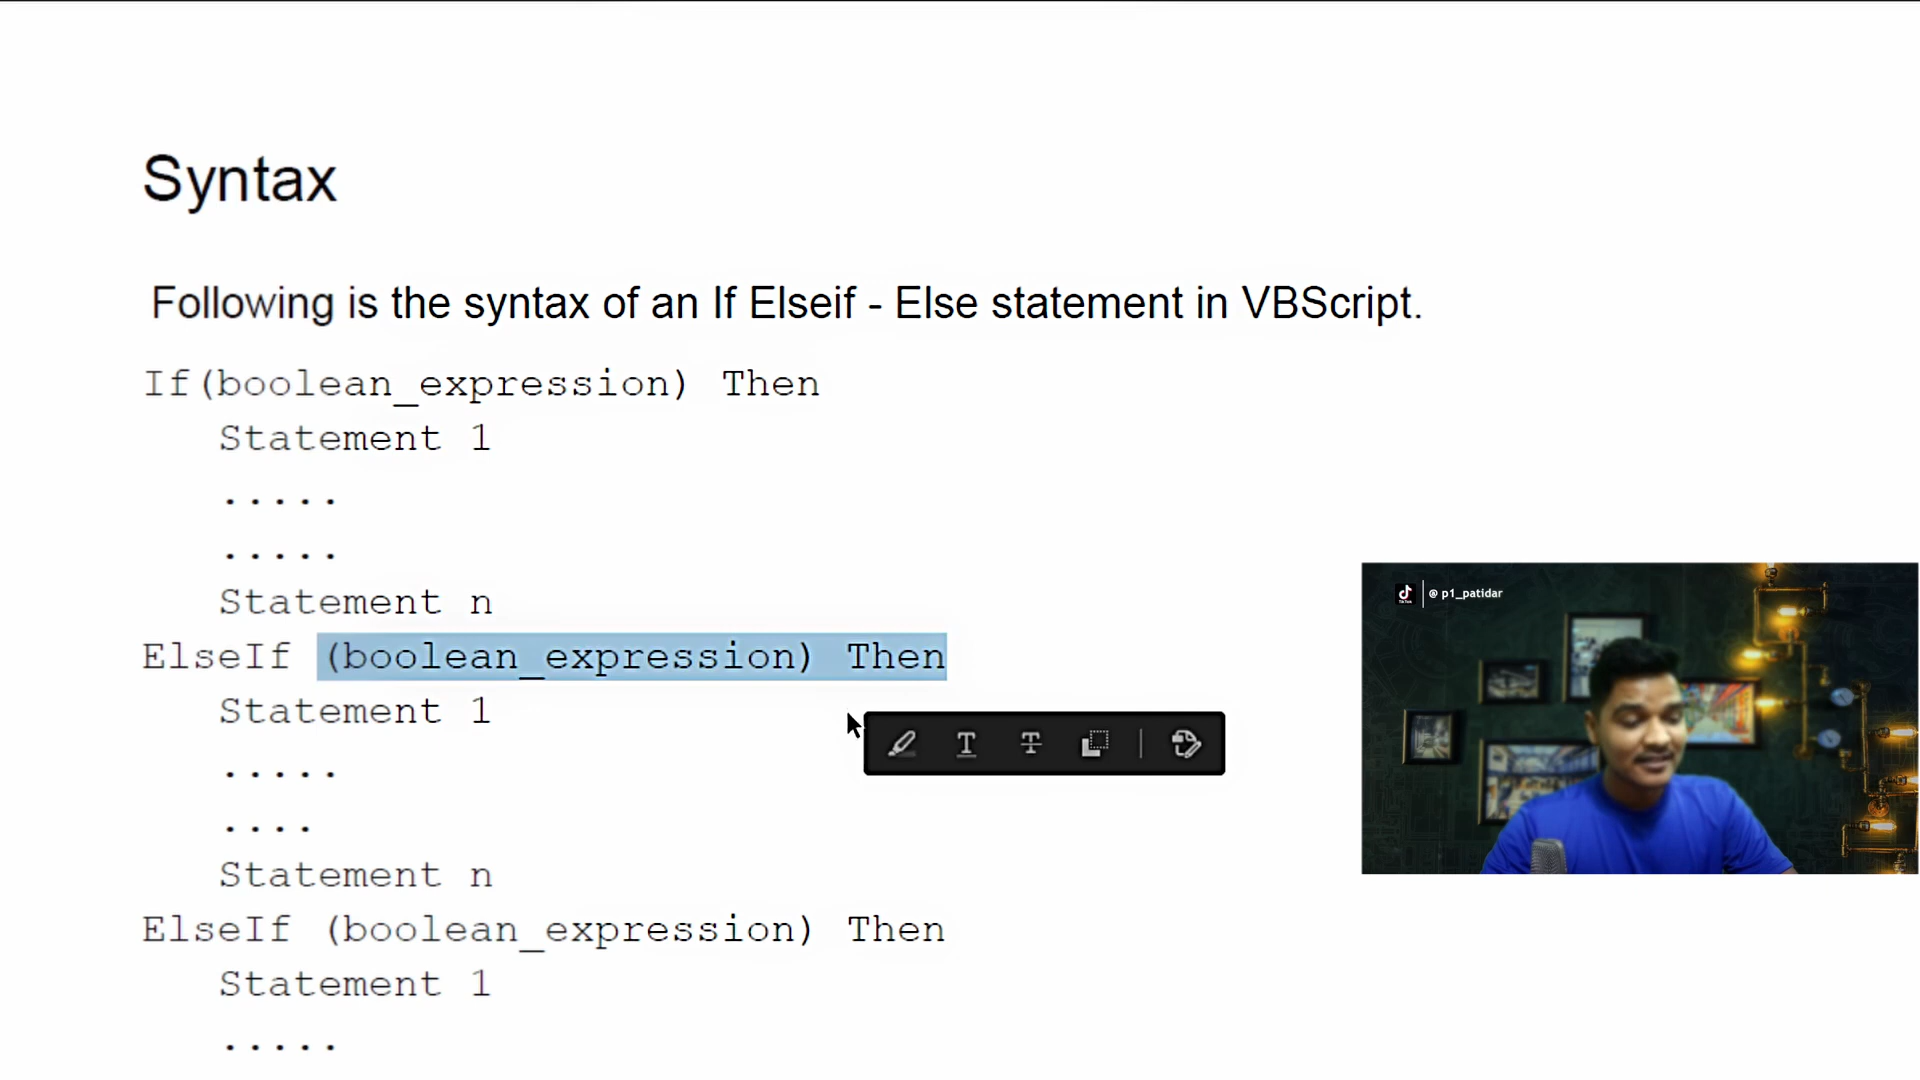 Syntax
Following is the syntax of an If Elseif - Else statement in VBScript.
If(boolean_expression) Then
Statement 1
.....
.....
Statement n
ElseIf (boolean_expression) Then
Statement 1
.....
....
Statement n
ElseIf (boolean_expression) Then
Statement 1
.....
@ p1_patidar